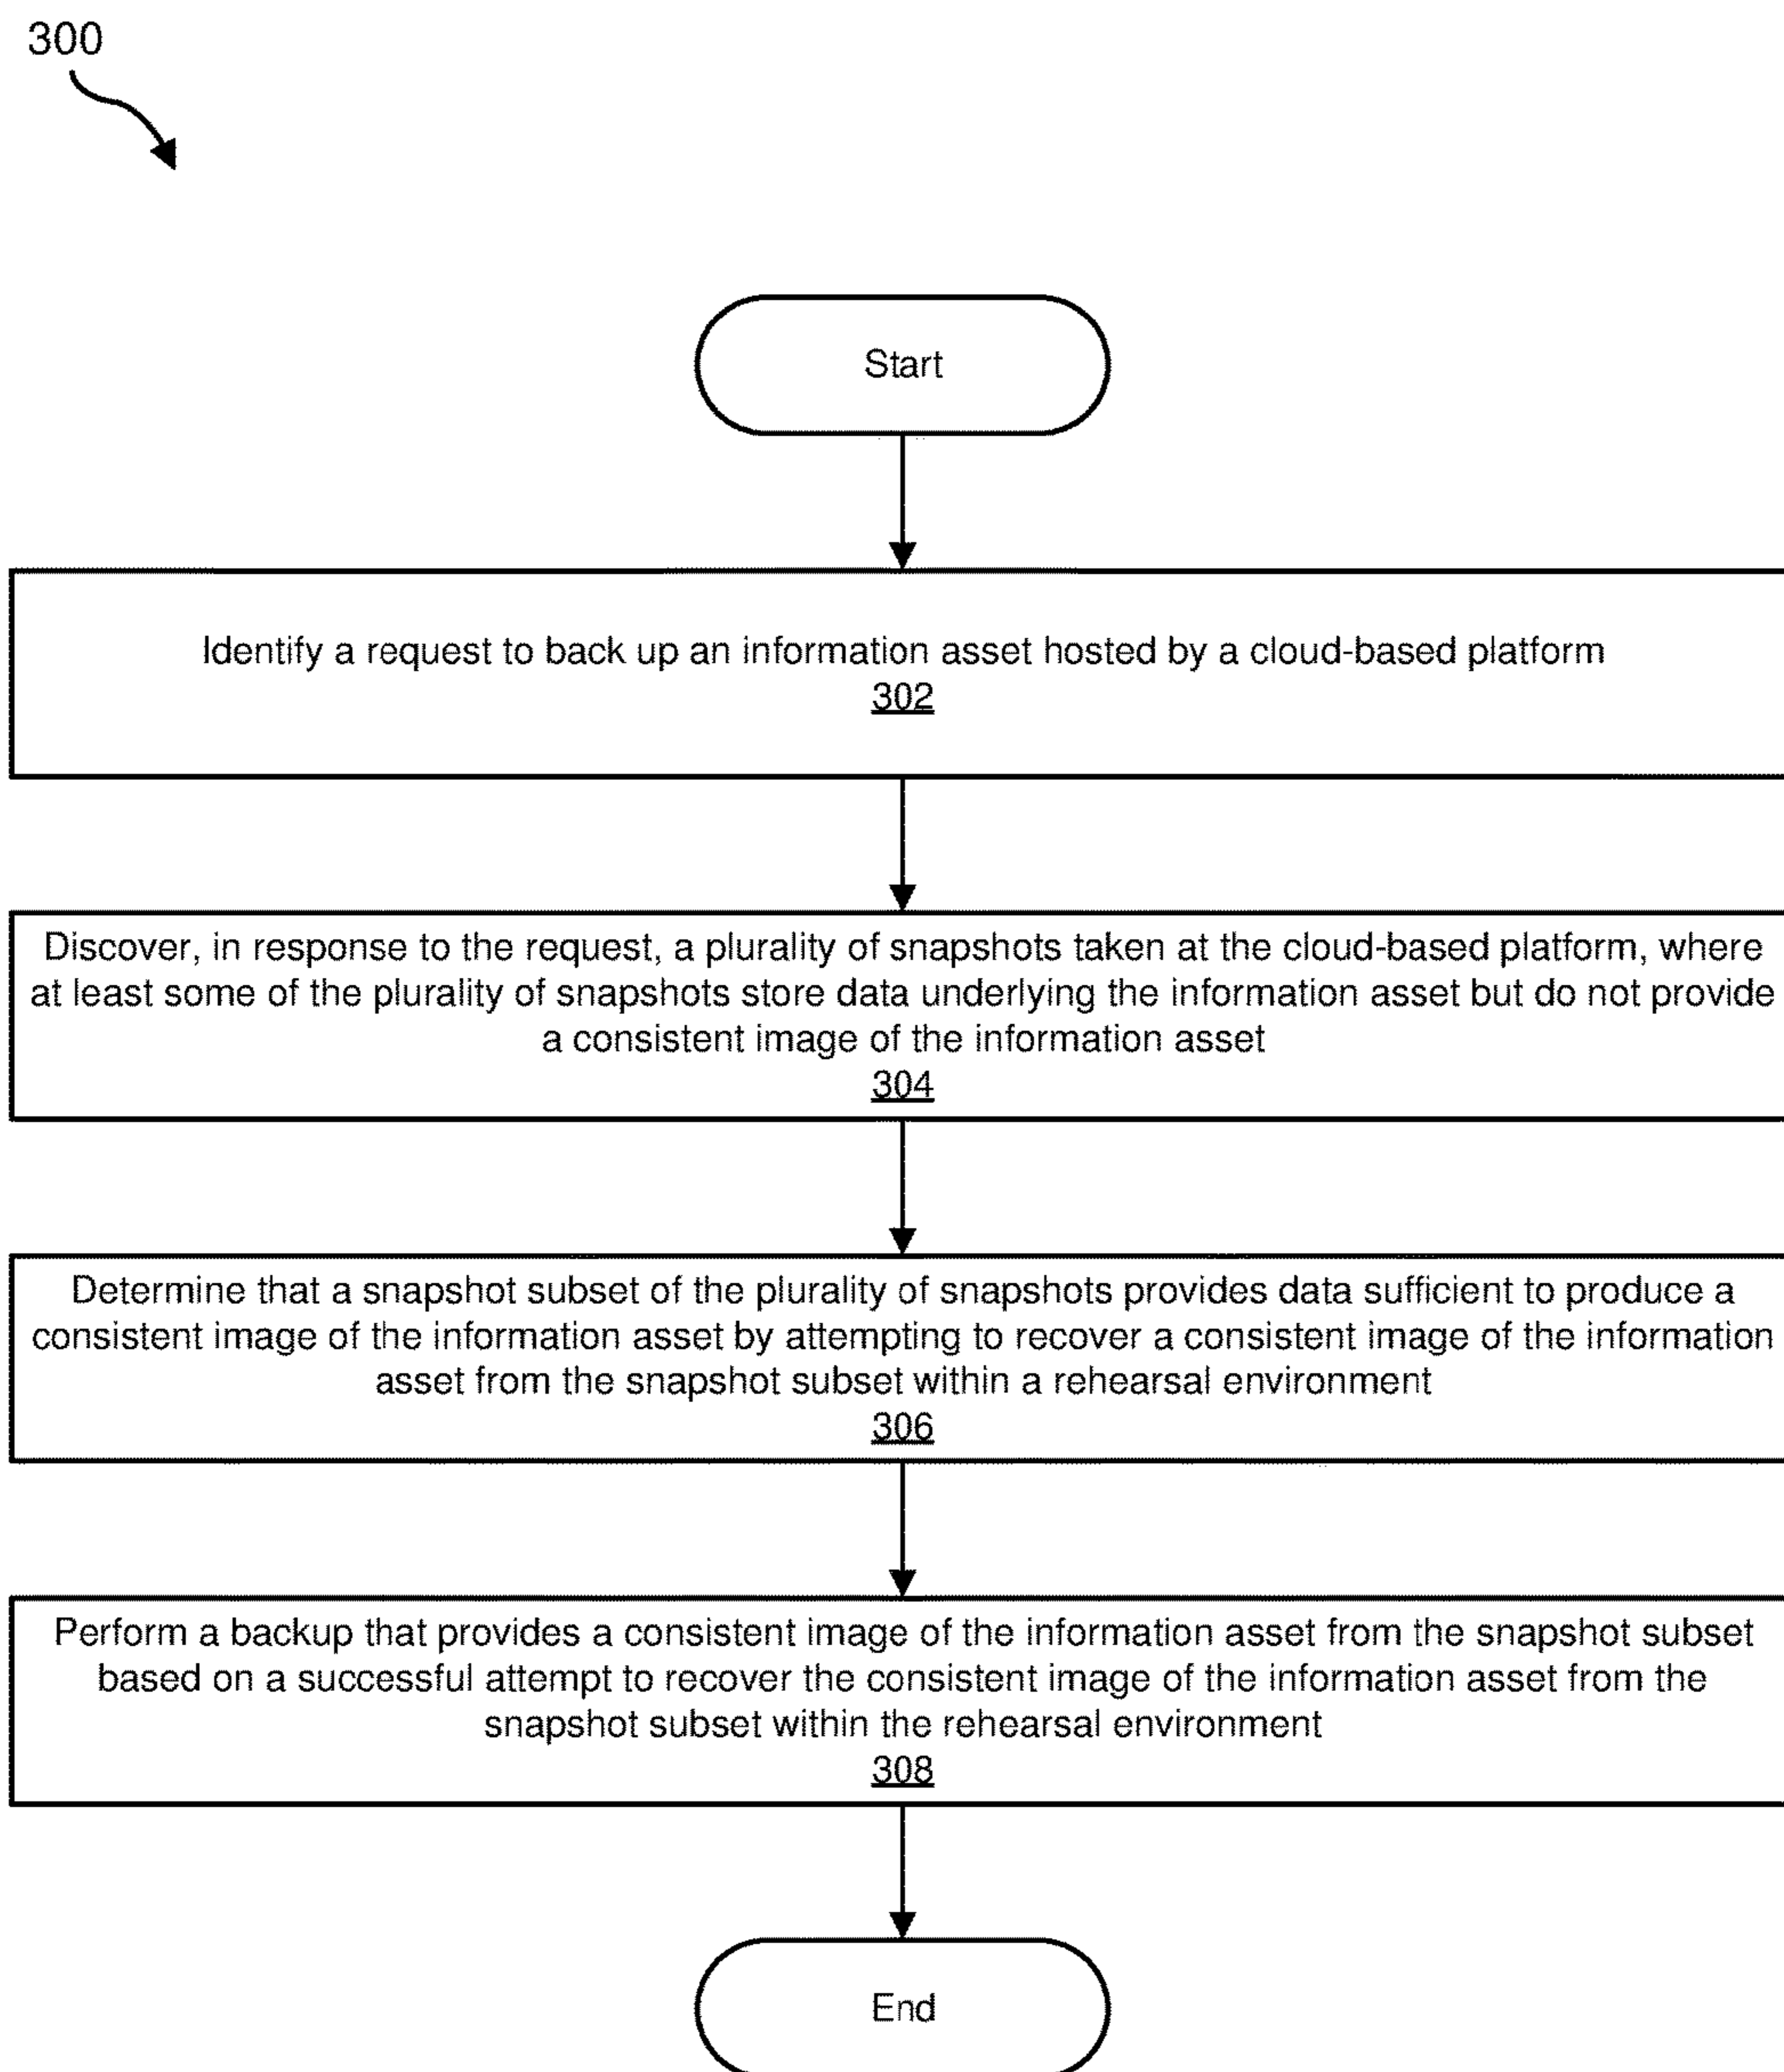 300
Start
Identify a request to back up an information asset hosted by a cloud-based platform
302
Discover, in response to the request, a plurality of snapshots taken at the cloud-based platform, where
at least some of the plurality of snapshots store data underlying the information asset but do not provide
a consistent image of the information asset
304
Determine that a snapshot subset of the plurality of snapshots provides data sufficient to produce a
consistent image of the information asset by attempting to recover a consistent image of the information
asset from the snapshot subset within a rehearsal environment
306
Perform a backup that provides a consistent image of the information asset from the snapshot subset
based on a successful attempt to recover the consistent image of the information asset from the
snapshot subset within the rehearsal environment
308
End